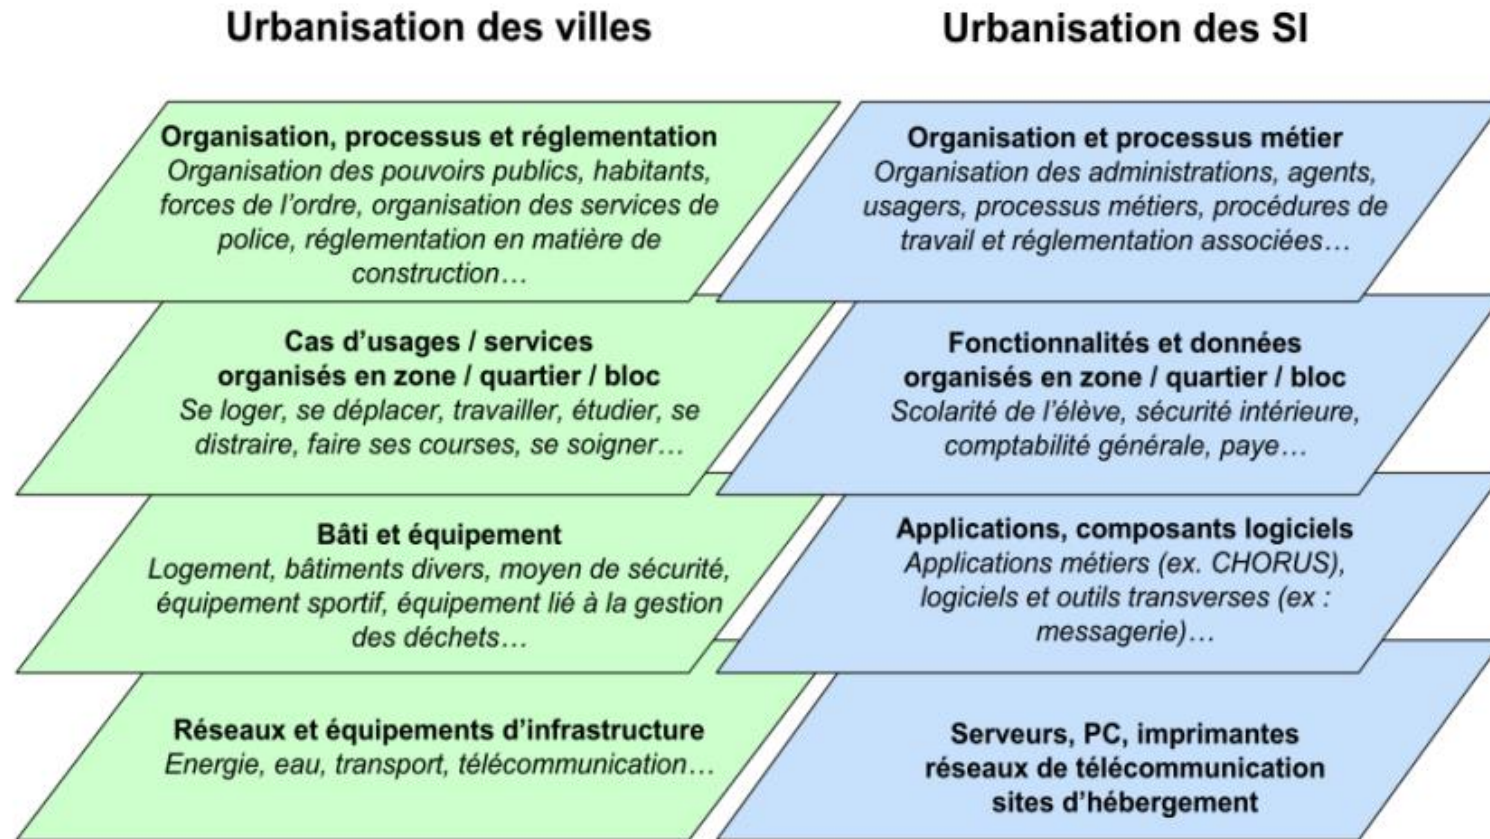 Urbanisation des villes
Urbanisation des SI
Organisation, processus et réglementation
Organisation des pouvoirs publics, habitants,
forces de l'ordre, organisation des services de
police, réglementation en matière de
construction…
Organisation et processus métier
Organisation des administrations, agents,
usagers, processus métiers, procédures de
travail et réglementation associées…
Cas d'usages / services
organisés en zone / quartier / bloc
Se loger, se déplacer, travailler, étudier, se
distraire, faire ses courses, se soigner…
Fonctionnalités et données
organisés en zone / quartier / bloc
Scolarité de l'élève, sécurité intérieure,
comptabilité générale, paye…
Bâti et équipement
Logement, bâtiments divers, moyen de sécurité,
équipement sportif, équipement lié à la gestion
des déchets…
Applications, composants logiciels
Applications métiers (ex. CHORUS),
logiciels et outils transverses (ex :
messagerie)…
Réseaux et équipements d'infrastructure
Energie, eau, transport, télécommunication…
Serveurs, PC, imprimantes
réseaux de télécommunication
sites d'hébergement